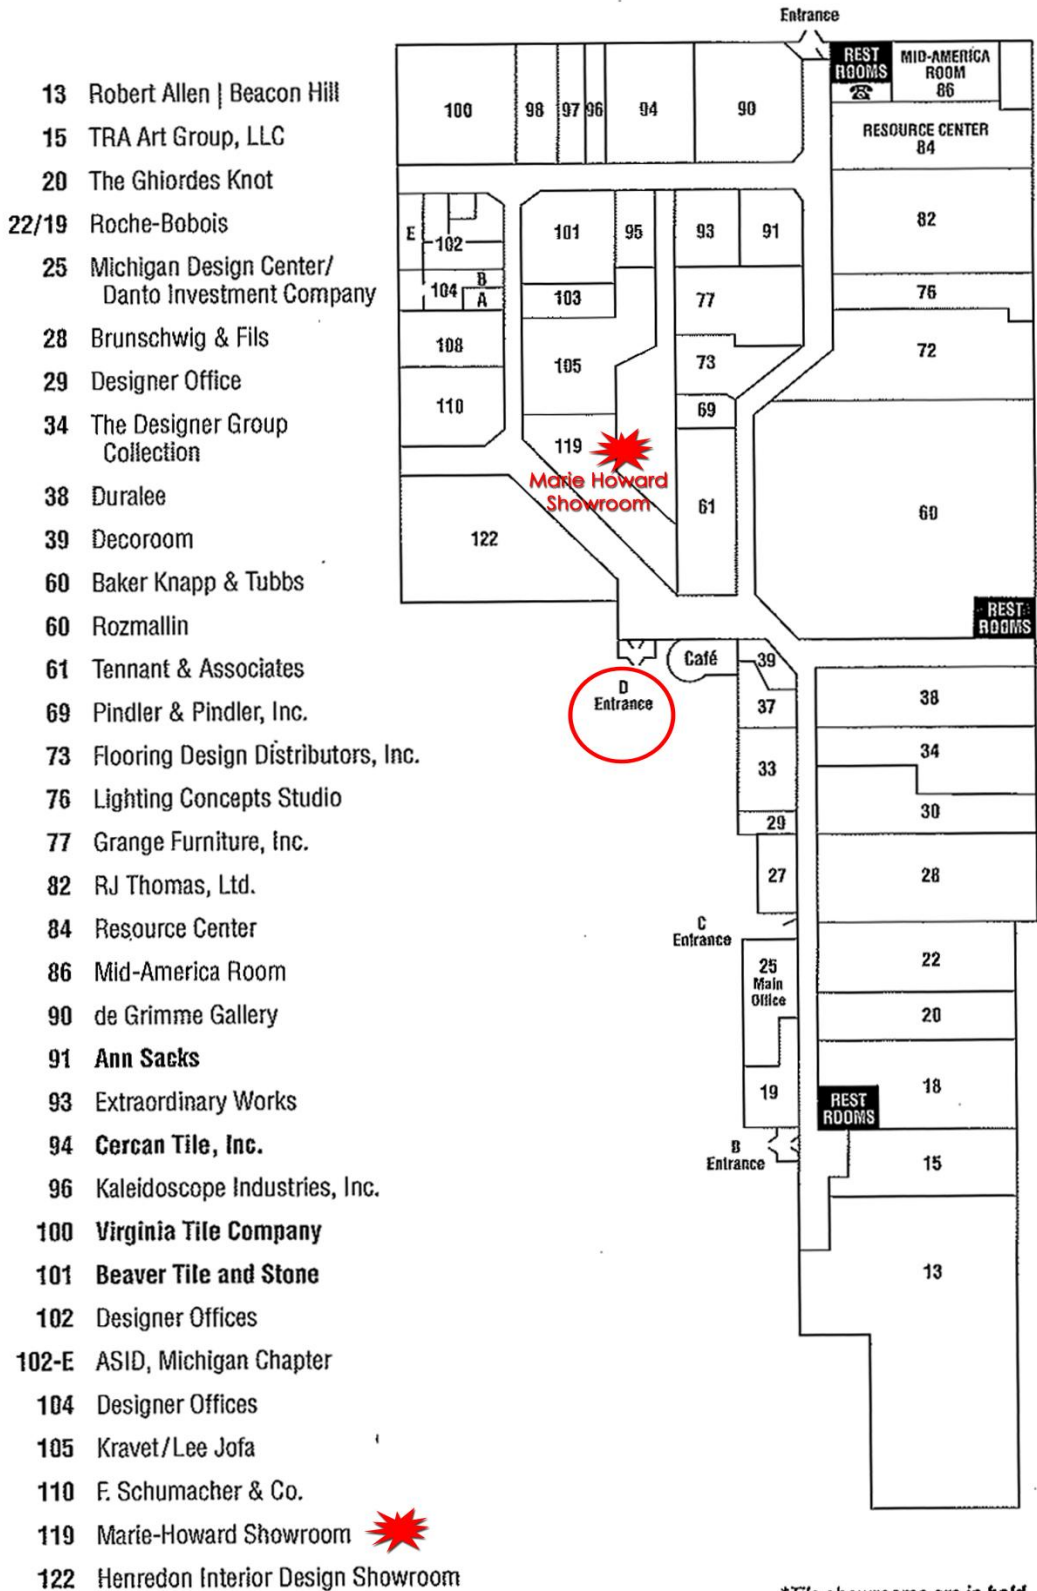 13 Robert Allen | Beacon Hill
15 TRA Art Group, LLC
20 The Ghiordes Knot
22/19 Roche-Bobois
25 Michigan Design Center/
Danto Investment Company
28 Brunschwig & Fils
29 Designer Office
34 The Designer Group
Collection
38 Duralee
39 Decoroom
60 Baker Knapp & Tubbs
60 Rozmallin
61 Tennant & Associates
69 Pindler & Pindler, Inc.
73 Flooring Design Distributors, Inc.
76 Lighting Concepts Studio
77 Grange Furniture, Inc.
82 RJ Thomas, Ltd.
84 Resource Center
86 Mid-America Room
90 de Grimme Gallery
91 Ann Sacks
93 Extraordinary Works
94 Cercan Tile, Inc.
96 Kaleidoscope Industries, Inc.
100 Virginia Tile Company
101 Beaver Tile and Stone
102 Designer Offices
102-E ASID, Michigan Chapter
104 Designer Offices
105 Kravet/Lee Jofa
110 F. Schumacher & Co.
119 Marie-Howard Showroom
122 Henredon Interior Design Showroom
Entrance
REST
ROOMS
MID-AMERICA
ROOM
86
100 98 97 96 94 90
RESOURCE CENTER
84
82
E
102
101 95 93 91
B
104
A
103
77
76
108
105
73
72
110
69
119
Marie Howard
Showroom
61
60
122
REST
ROOMS
D
Entrance
Café
39
37
38
33
34
29
30
27
28
C
Entrance
25
Main
Office
22
20
19
18
REST
ROOMS
B
Entrance
15
13